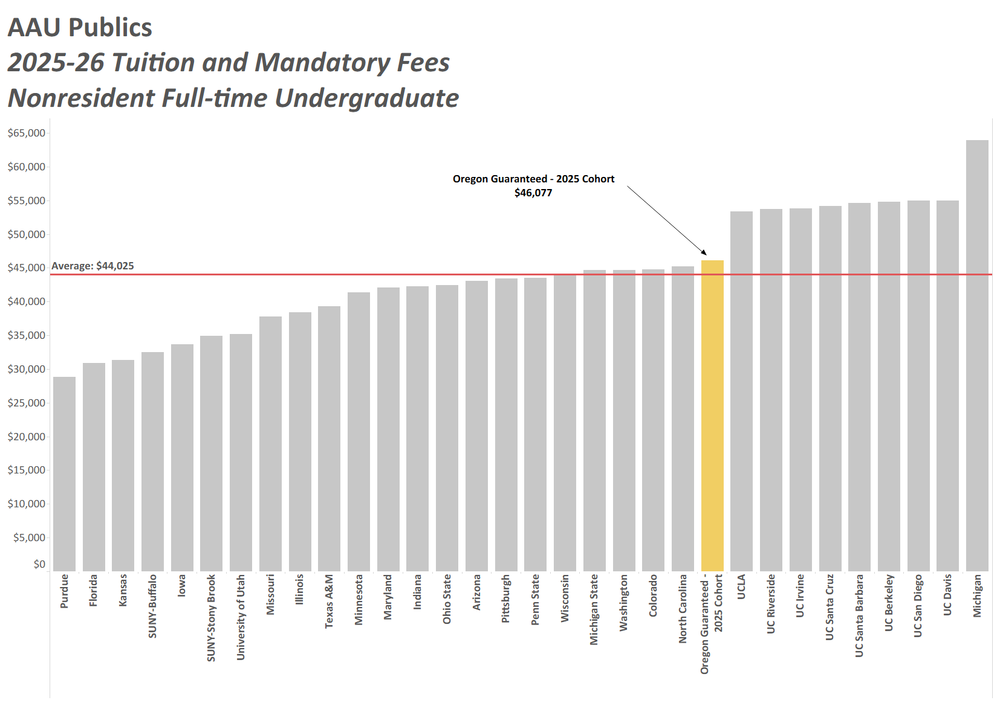 AAU Publics
2025-26 Tuition and Mandatory Fees
Nonresident Full-time Undergraduate
$65,000
$60,000
$55,000
$50,000
$45,000
$40,000
$35,000
$30,000
$25,000
$20,000
$15,000
$10,000
$5,000
$0
Oregon Guaranteed - 2025 Cohort
$46,077
Average: $44,025
Purdue
Florida
Kansas
SUNY-Buffalo
Iowa
SUNY-Stony Brook
University of Utah
Missouri
Illinois
Texas A&M
Minnesota
Maryland
Indiana
Ohio State
Arizona
Pittsburgh
Penn State
Wisconsin
Michigan State
Washington
Colorado
North Carolina
Oregon Guaranteed -
2025 Cohort
UCLA
UC Riverside
UC Irvine
UC Santa Cruz
UC Santa Barbara
UC Berkeley
UC San Diego
UC Davis
Michigan